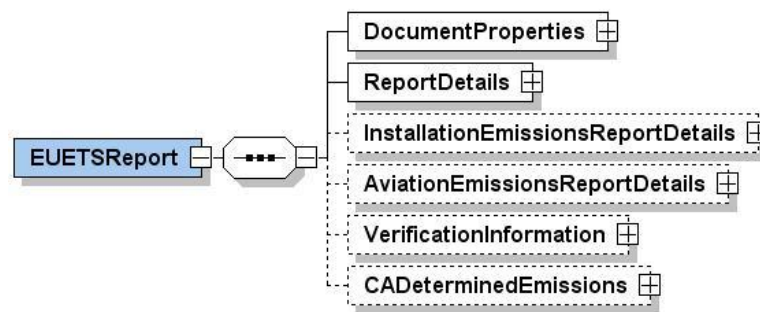 DocumentProperties
ReportDetails
InstallationEmissionsReportDetails
EUETSReport
AviationEmissionsReportDetails
VerificationInformation
CADeterminedEmissions